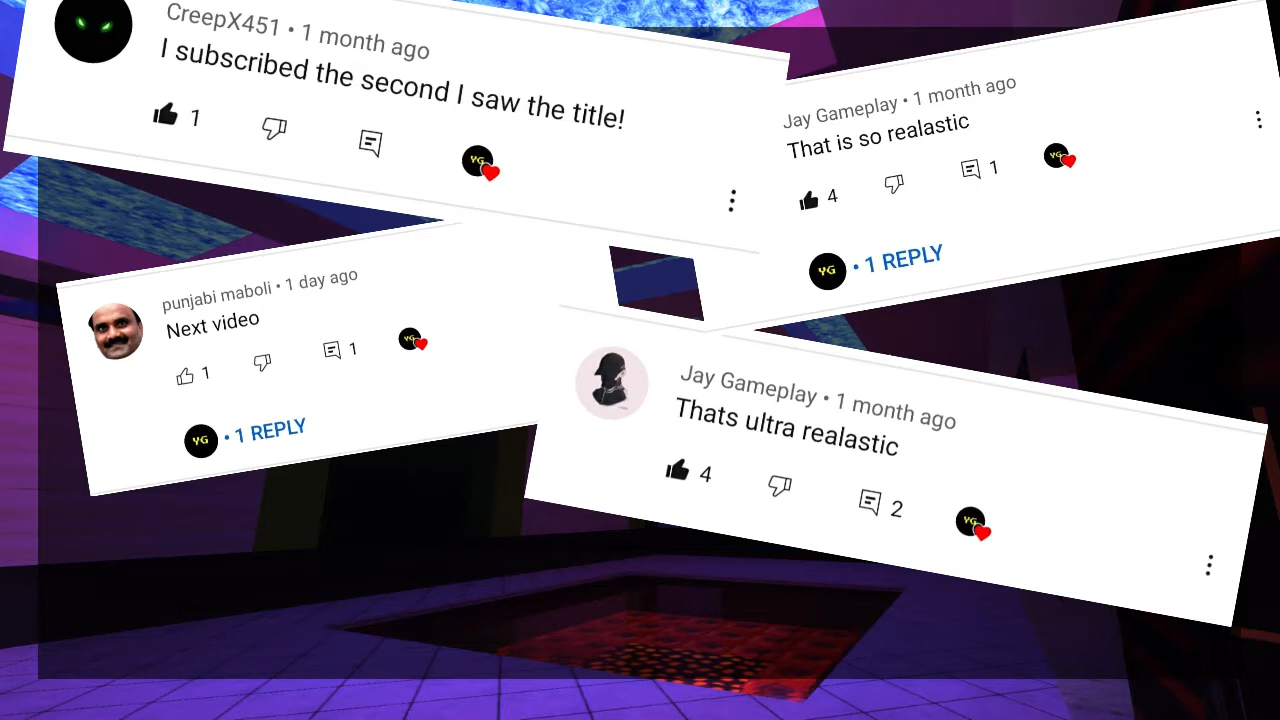 CreepX451 • 1 month ago
I subscribed the second I saw the title!
1
YG
Jay Gameplay • 1 month ago
That is so realastic
4
1
YG
YG • 1 REPLY
punjabi maboli • 1 day ago
Next video
1
1
YG
YG • 1 REPLY
Jay Gameplay • 1 month ago
Thats ultra realastic
4
2
YG